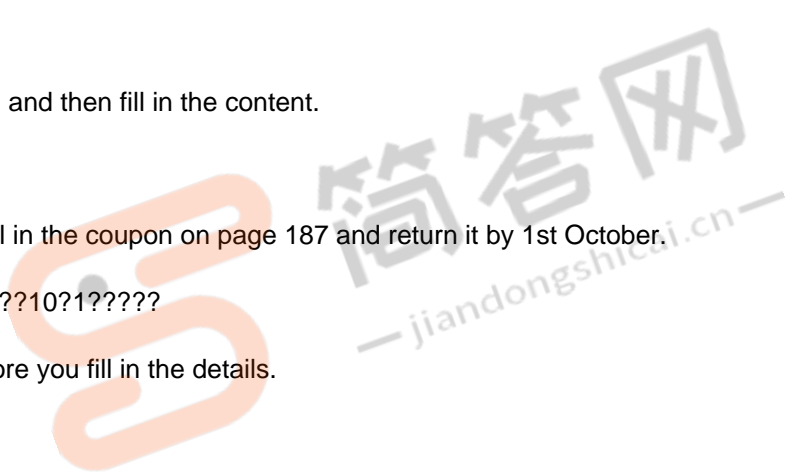 and then fill in the content.
简答网
l in the coupon on page 187 and return it by 1st October.
jiandongshicai.cn
??10?1?????
ore you fill in the details.